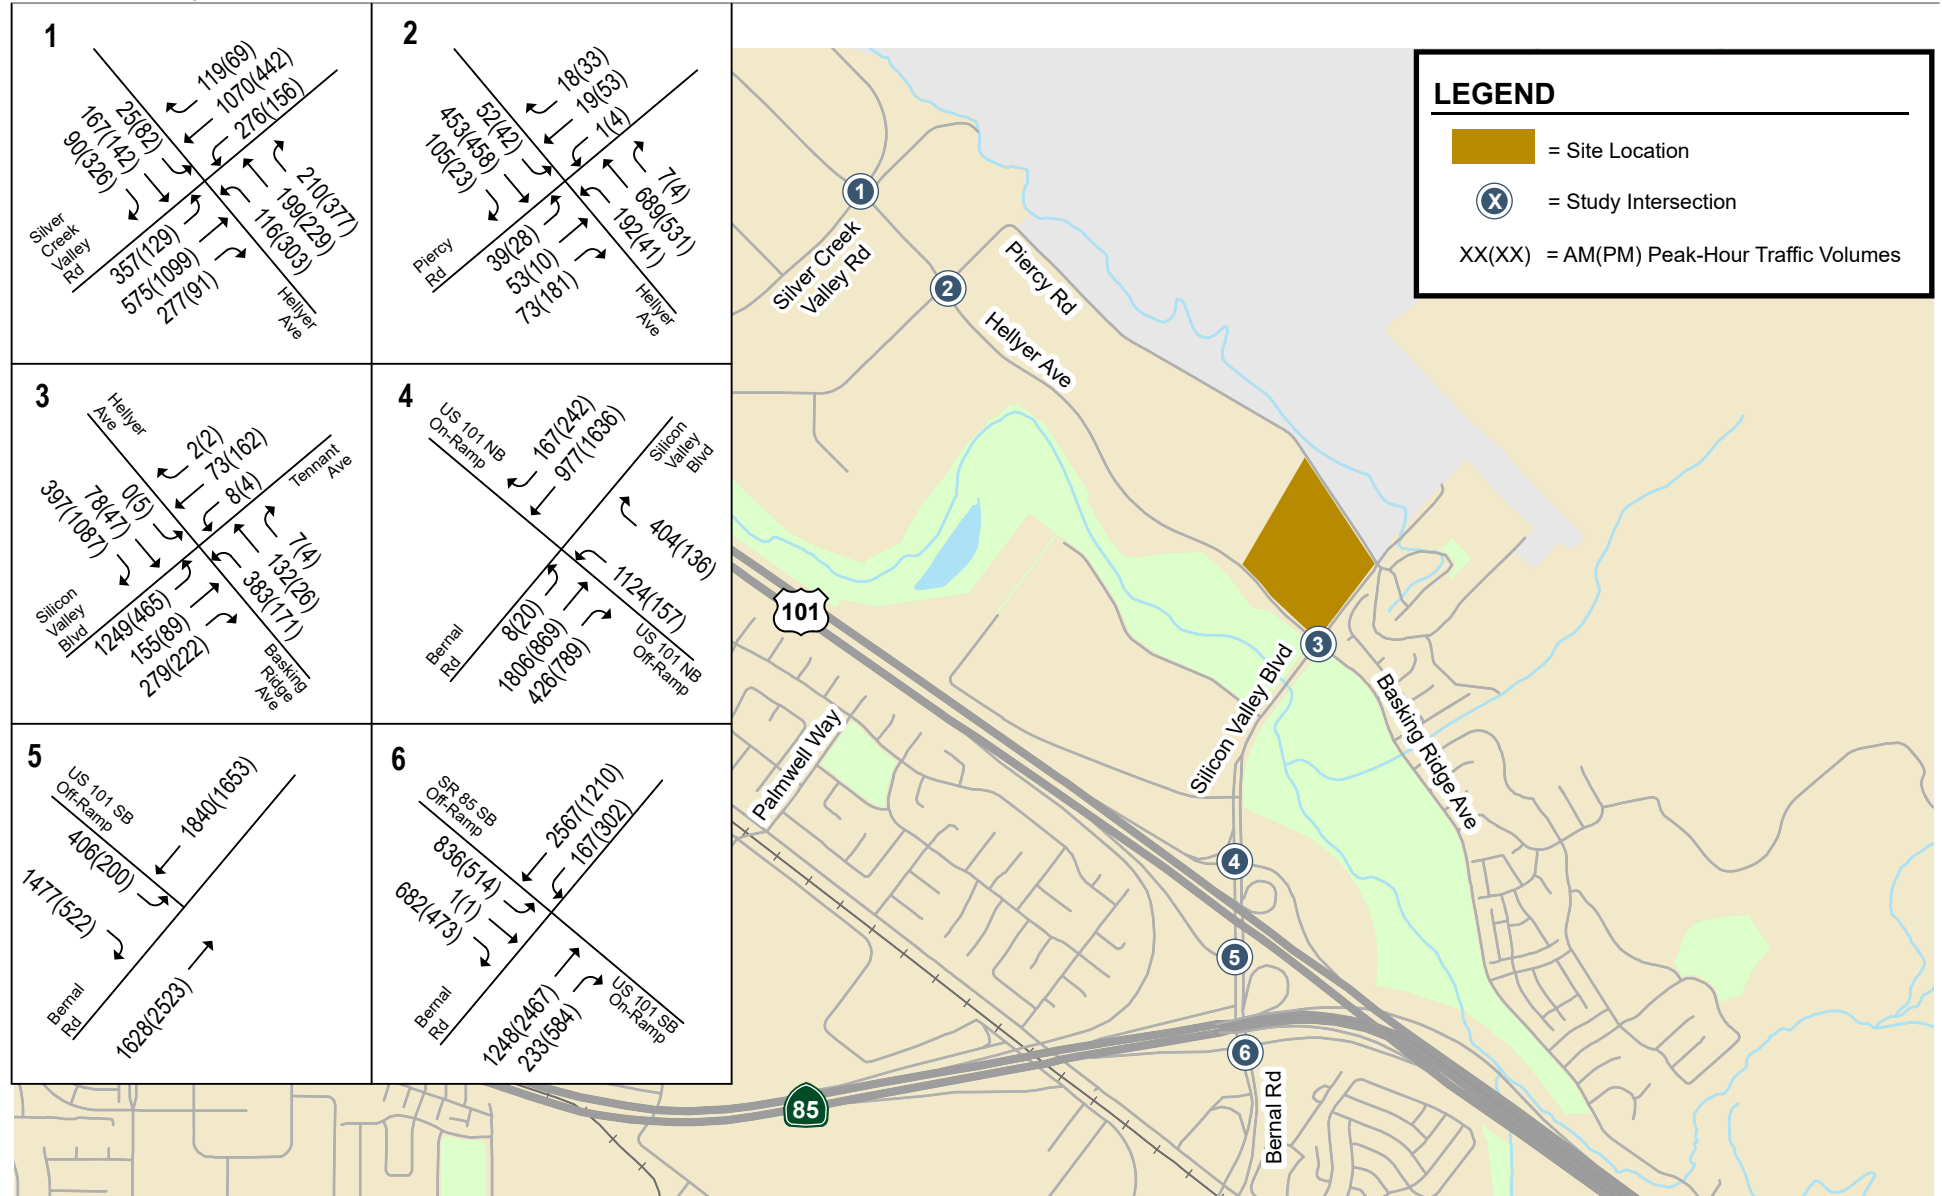 1
119(69)
1070(442)
276(156)
25(82)
167(142)
90(326)
210(377)
199(229)
116(303)
357(129)
575(1099)
277(91)
Silver
Creek
Valley
Rd
Hellyer
Ave
2
18(33)
19(53)
1(4)
52(42)
453(458)
105(23)
7(4)
689(531)
192(41)
39(28)
53(10)
73(181)
Piercy
Rd
Hellyer
Ave
3
Hellyer
Ave
2(2)
73(162)
8(4)
Tennant
Ave
0(5)
78(47)
397(1087)
7(4)
132(26)
383(171)
1249(465)
155(89)
279(222)
Silicon
Valley
Blvd
Basking
Ridge
Ave
4
US 101 NB
On-Ramp
167(242)
977(1636)
Silicon
Valley
Blvd
404(136)
1124(157)
8(20)
1806(869)
426(789)
Bernal
Rd
US 101 NB
Off-Ramp
5
US 101 SB
Off-Ramp
1840(1653)
406(200)
1477(522)
1628(2523)
Bernal
Rd
6
SR 85 SB
Off-Ramp
2567(1210)
167(302)
836(514)
1(1)
682(473)
1248(2467)
233(584)
Bernal
Rd
US 101 SB
On-Ramp
LEGEND
= Site Location
X
= Study Intersection
XX(XX) = AM(PM) Peak-Hour Traffic Volumes
1
Silver Creek
Valley Rd
2
Piercy Rd
Hellyer Ave
101
3
Silicon Valley Blvd
Basking Ridge Ave
Palmwell Way
4
5
6
85
Bernal Rd